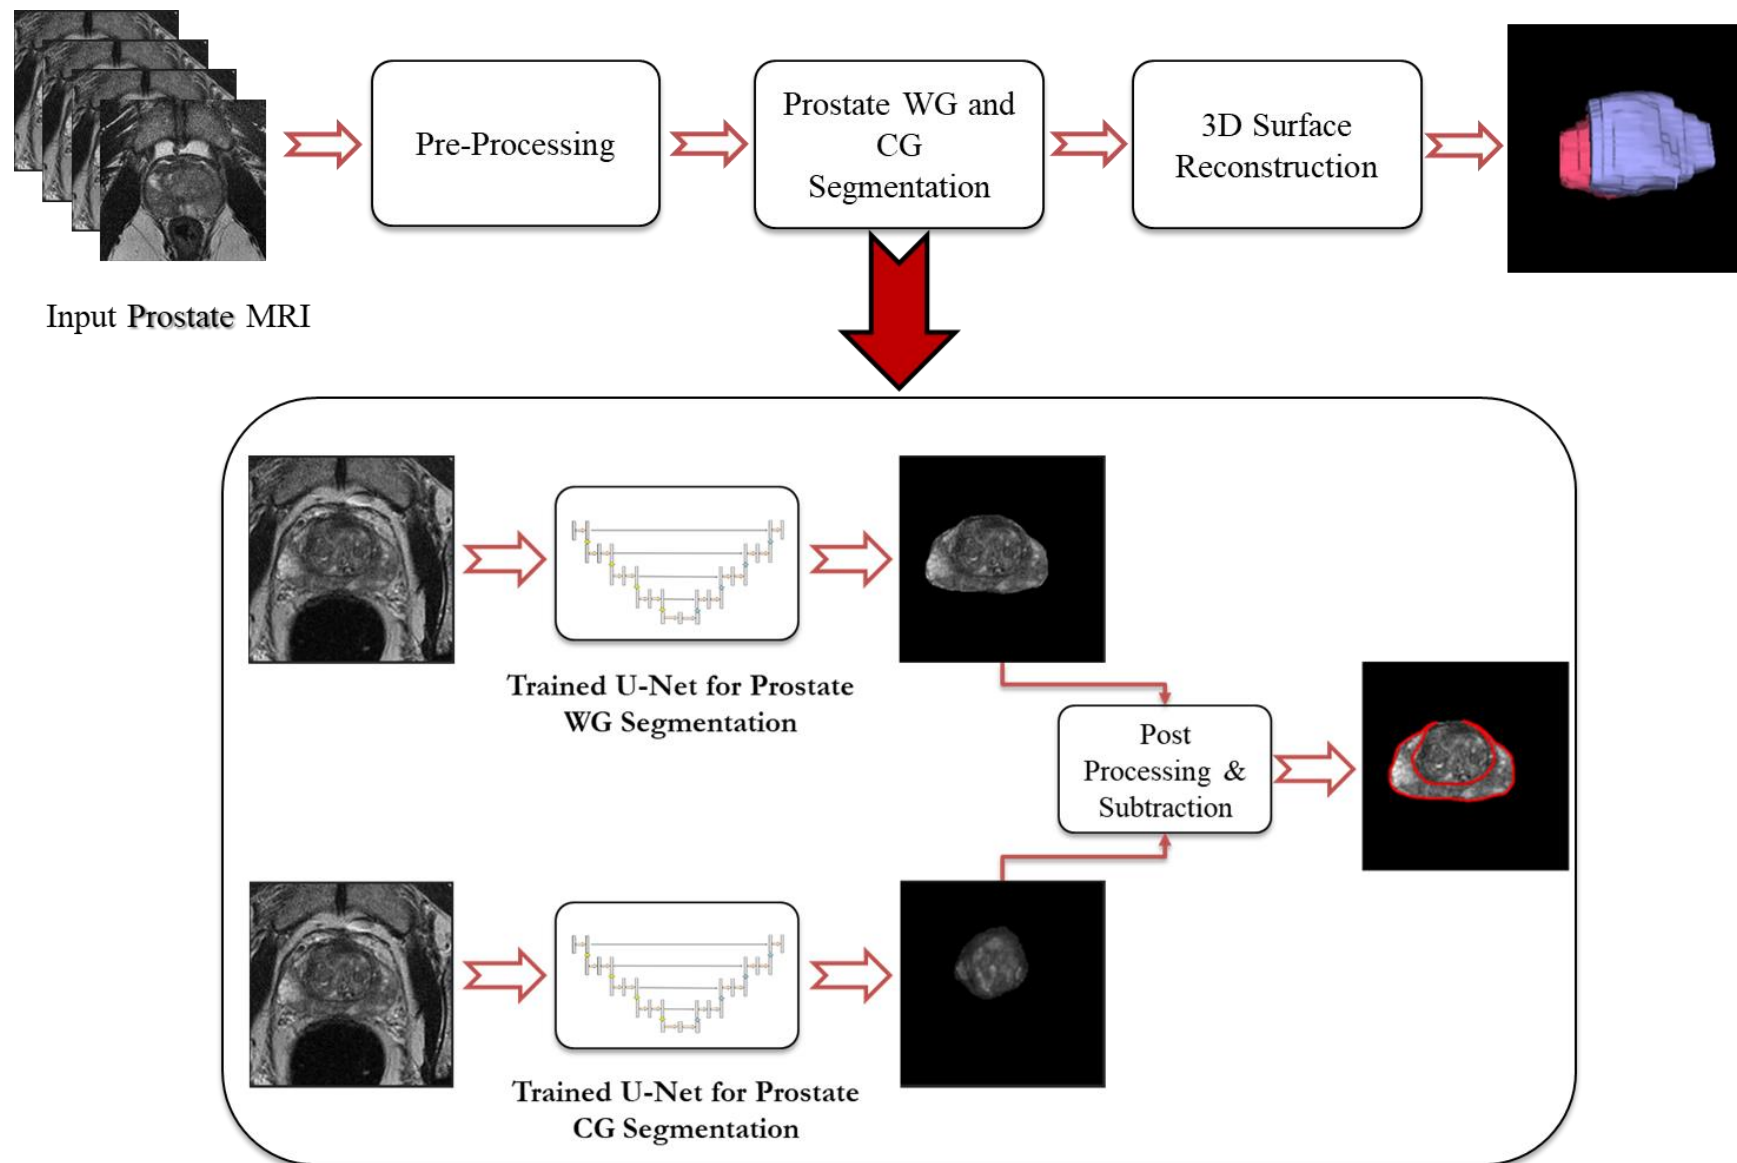 Pre-Processing
Prostate WG and
CG
Segmentation
3D Surface
Reconstruction
Input Prostate MRI
Trained U-Net for Prostate
WG Segmentation
Post
Processing &
Subtraction
Trained U-Net for Prostate
CG Segmentation